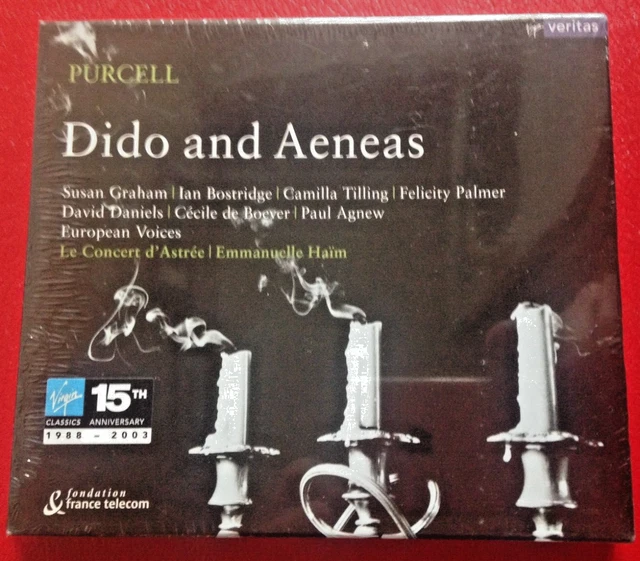 veritas
PURCELL
Dido and Aeneas
Susan Graham | Ian Bostridge | Camilla Tilling | Felicity Palmer
David Daniels | Cécile de Boever | Paul Agnew
European Voices
Le Concert d'Astrée | Emmanuelle Haïm
Virgin 15TH
CLASSICS ANNIVERSARY
1988 - 2003
fondation
& france telecom